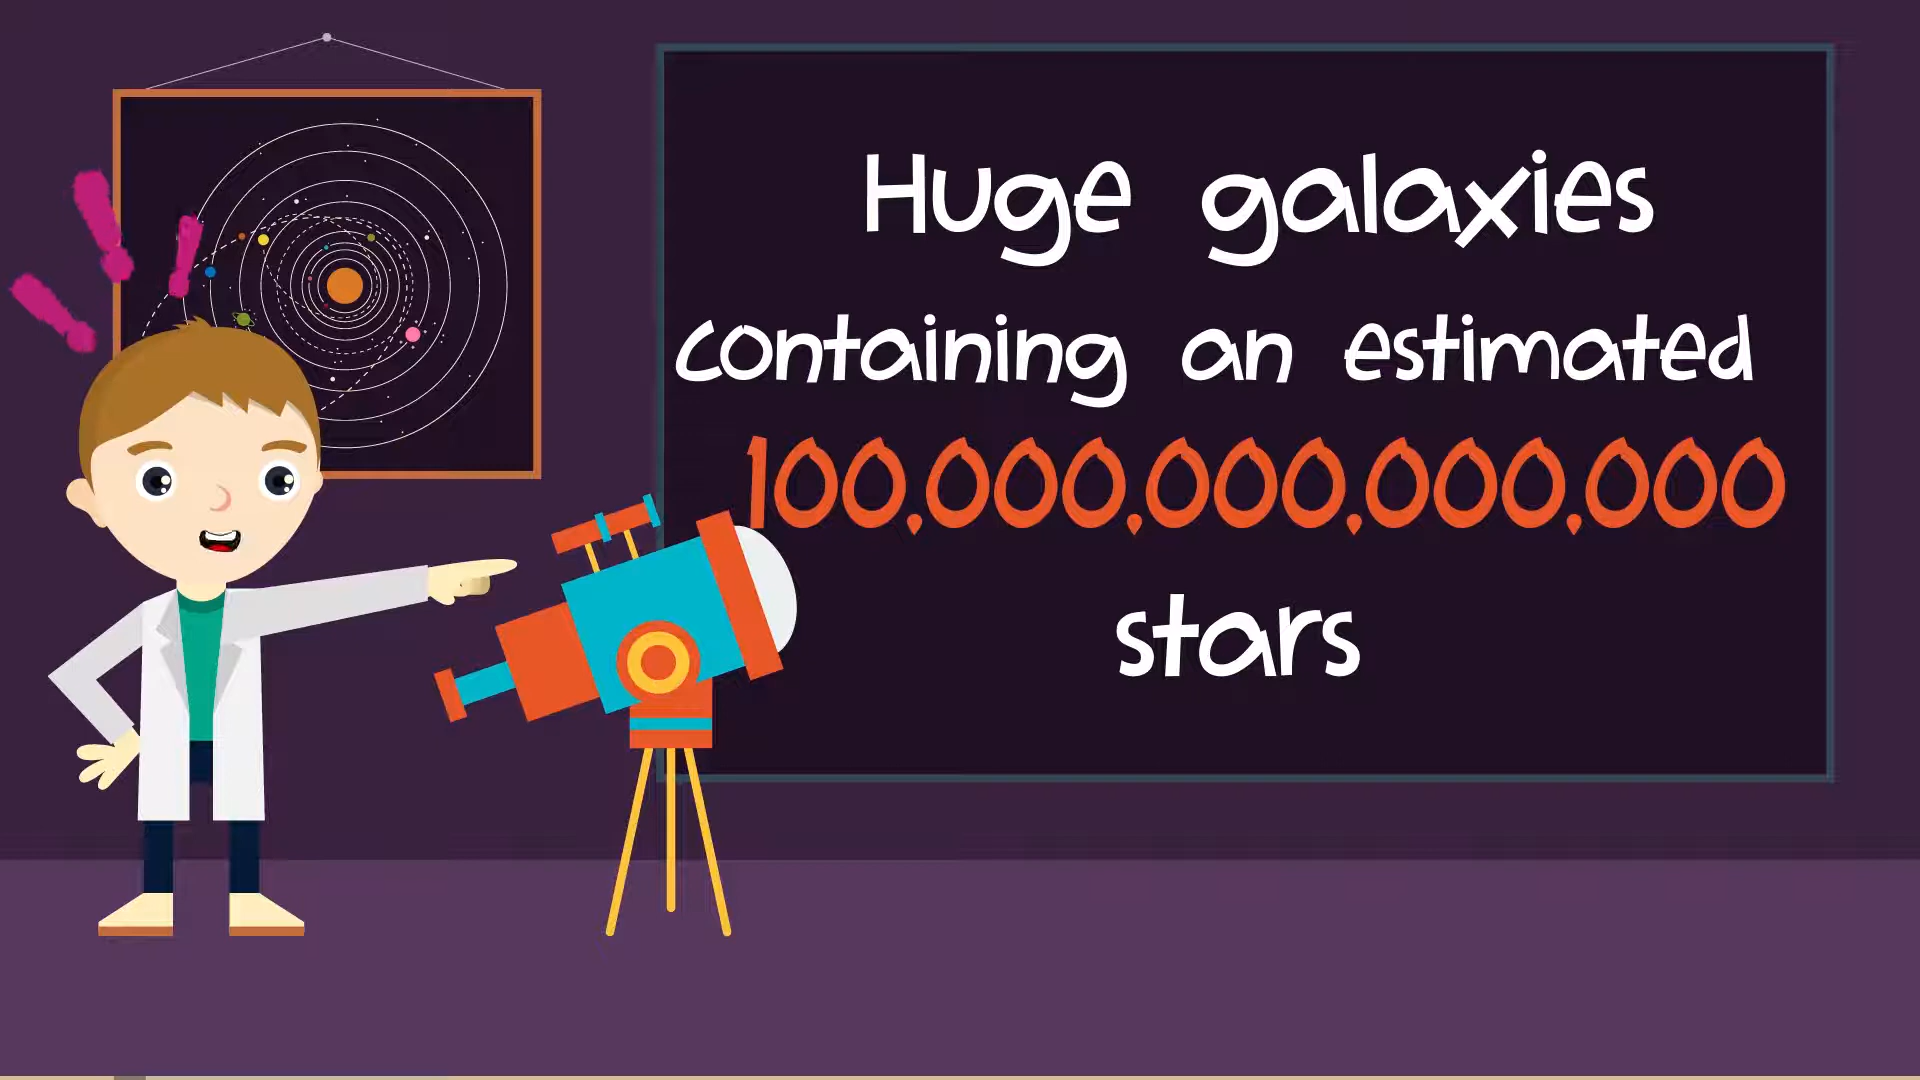 Huge galaxies
containing an estimated
100,000,000,000,000
stars